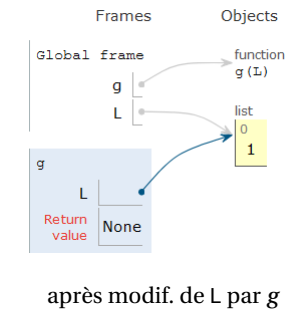 Frames Objects
Global frame
function
g(L)
g
L
list
0
1
g
L
Return
value
None
après modif. de L par g